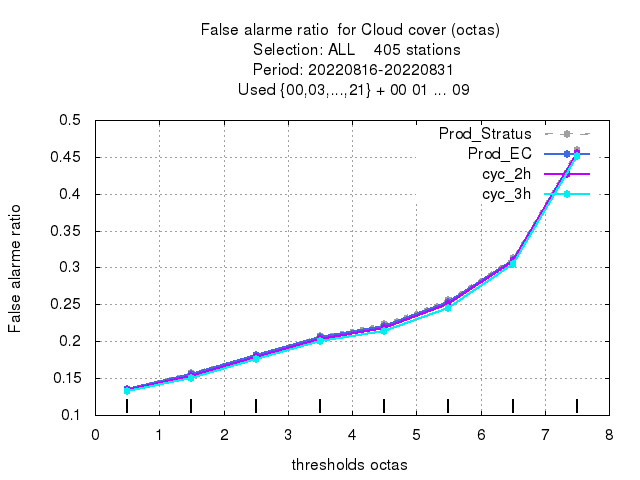 False alarme ratio  for Cloud cover (octas)
Selection: ALL    405 stations
Period: 20220816-20220831
Used {00,03,...,21} + 00 01 ... 09
0.5
0.45
0.4
0.35
0.3
0.25
0.2
0.15
0.1
False alarme ratio
Prod_Stratus
Prod_EC
cyc_2h
cyc_3h
0 1 2 3 4 5 6 7 8
thresholds octas